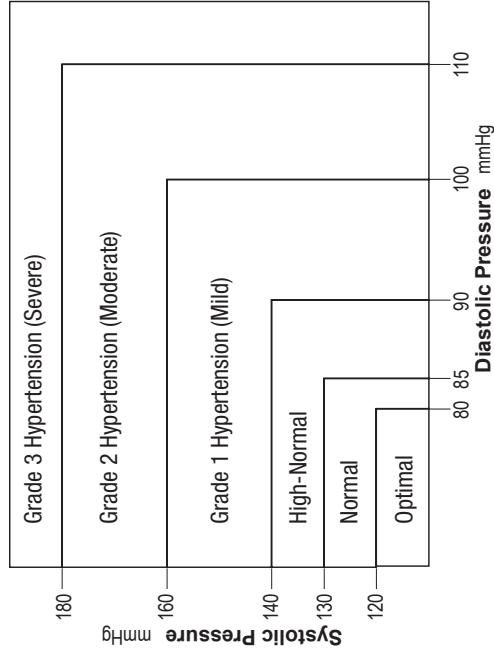 Systolic Pressure mmHg
180
160
140
130
120
Grade 3 Hypertension (Severe)
Grade 2 Hypertension (Moderate)
Grade 1 Hypertension (Mild)
High-Normal
Normal
Optimal
80
85
90
100
110
Diastolic Pressure mmHg